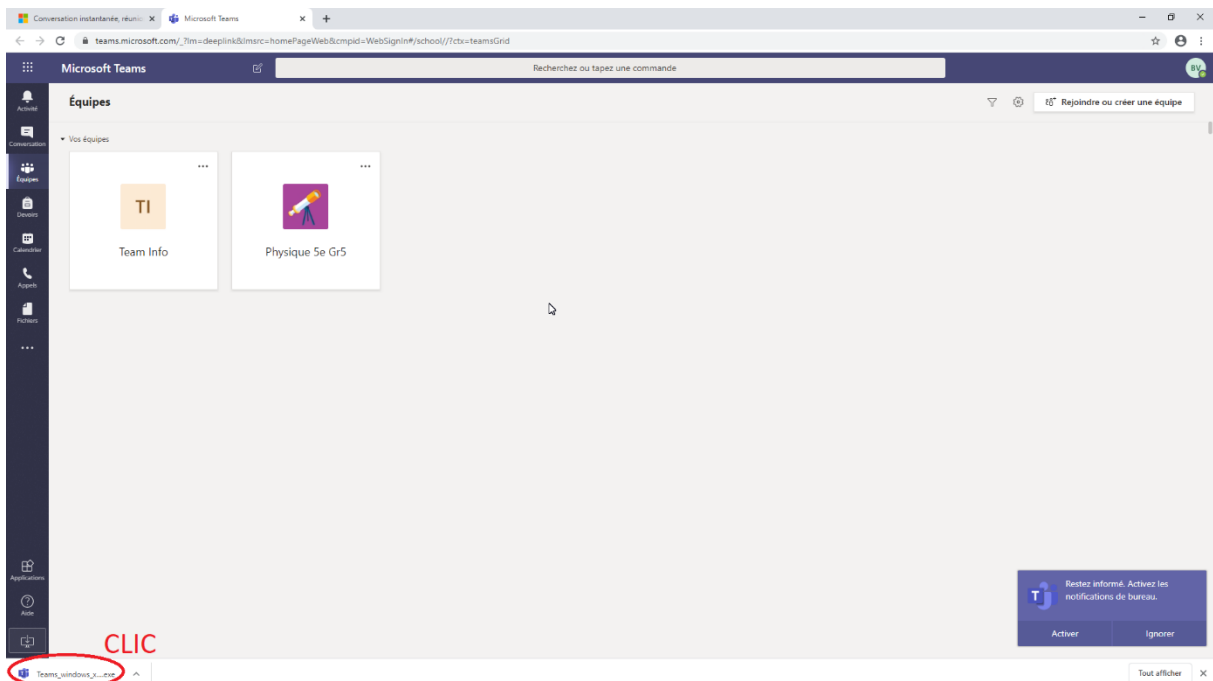 Conversation instantanée, réunio
Microsoft Teams
teams.microsoft.com/_?lm=deeplink&lmsrc=homePageWeb&cmpid=WebSignIn#/school//?ctx=teamsGrid
Microsoft Teams
Recherchez ou tapez une commande
BV
Activité
Équipes
Rejoindre ou créer une équipe
Conversation
Vos équipes
Équipes
Devoirs
TI
Team Info
Physique 5e Gr5
Calendrier
Appels
Fichiers
Applications
Aide
Restez informé. Activez les
notifications de bureau.
Activer
Ignorer
CLIC
Teams_windows_x....exe
Tout afficher